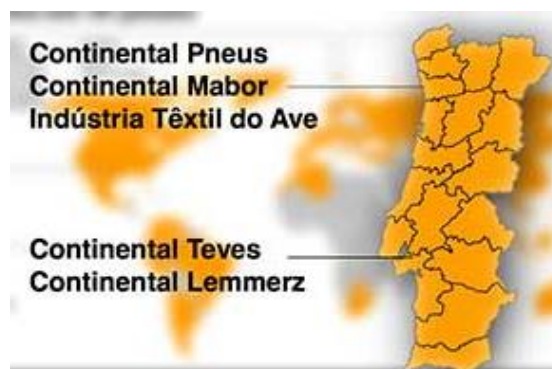 Continental Pneus
Continental Mabor
Indústria Têxtil do Ave
Continental Teves
Continental Lemmerz